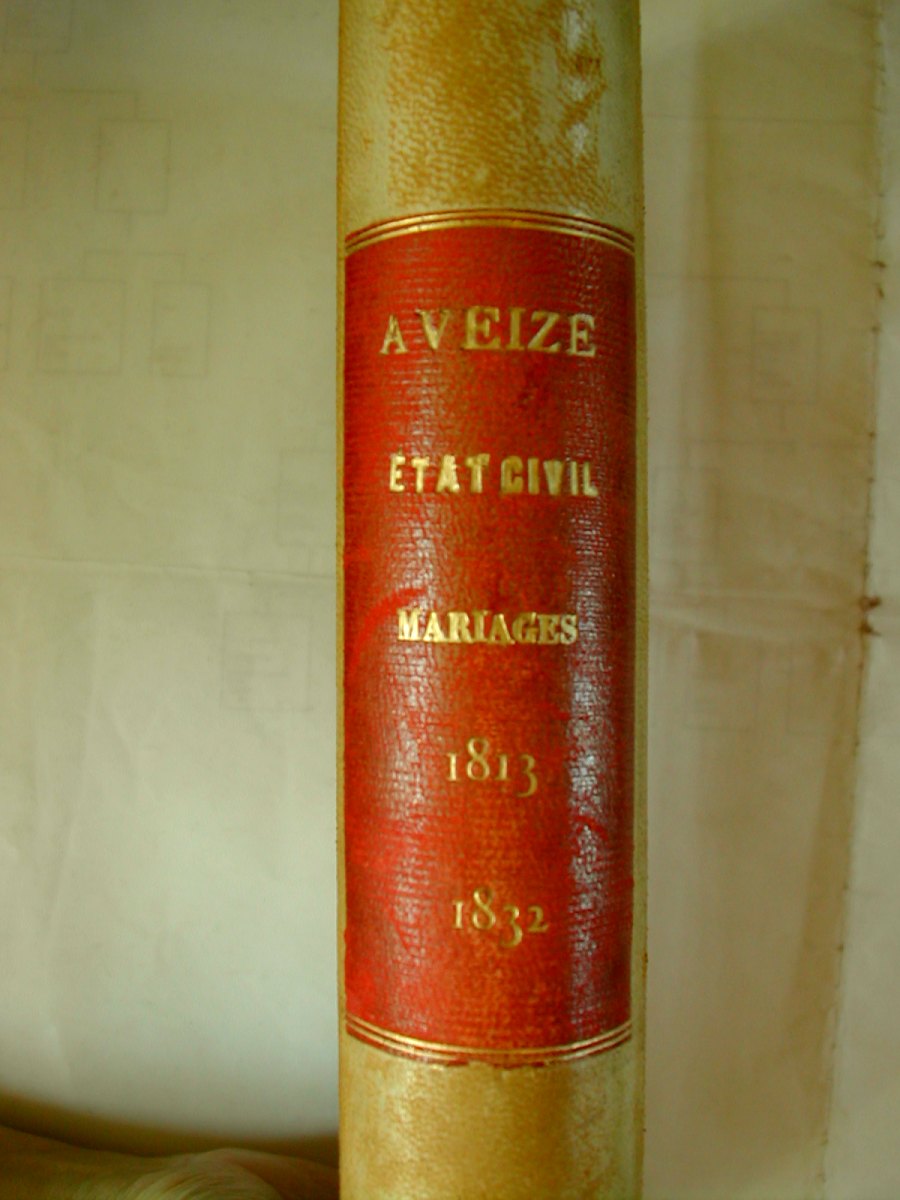 AVEIZE
ETAT CIVIL
MARIAGES
1813
1832